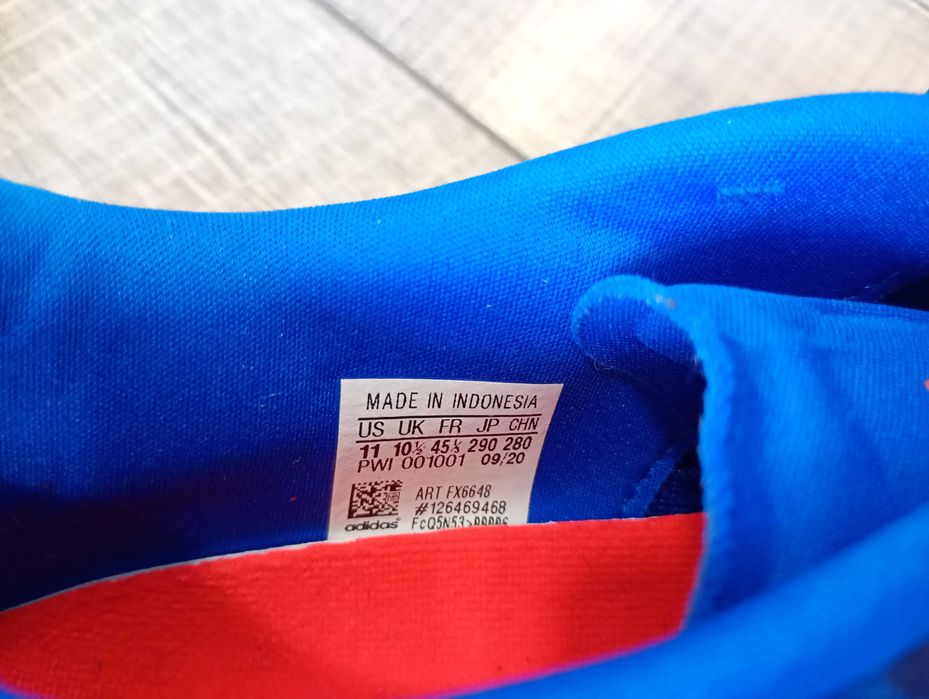 MADE IN INDONESIA
US UK FR JP CHN
11 10½ 45⅓ 290 280
PWI 001001 09/20
ART FX6648
#126469468
adidas